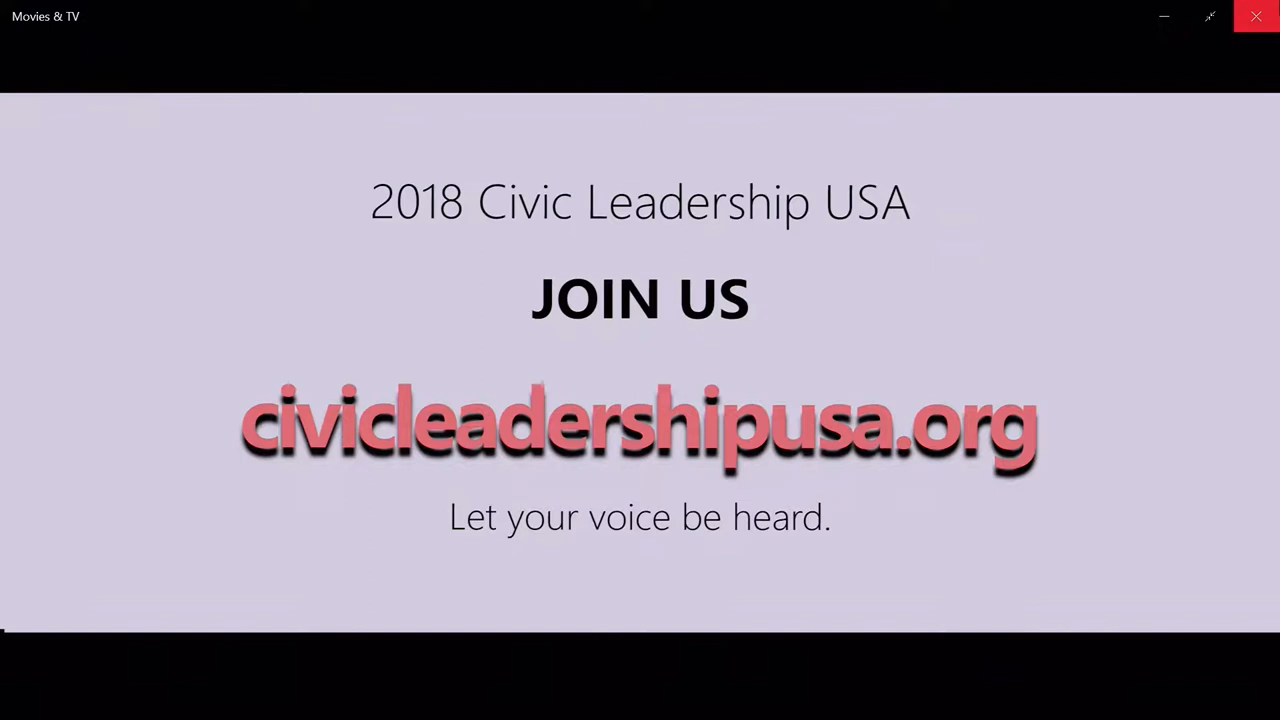 Movies & TV
2018 Civic Leadership USA
JOIN US
civicleadershipusa.org
Let your voice be heard.